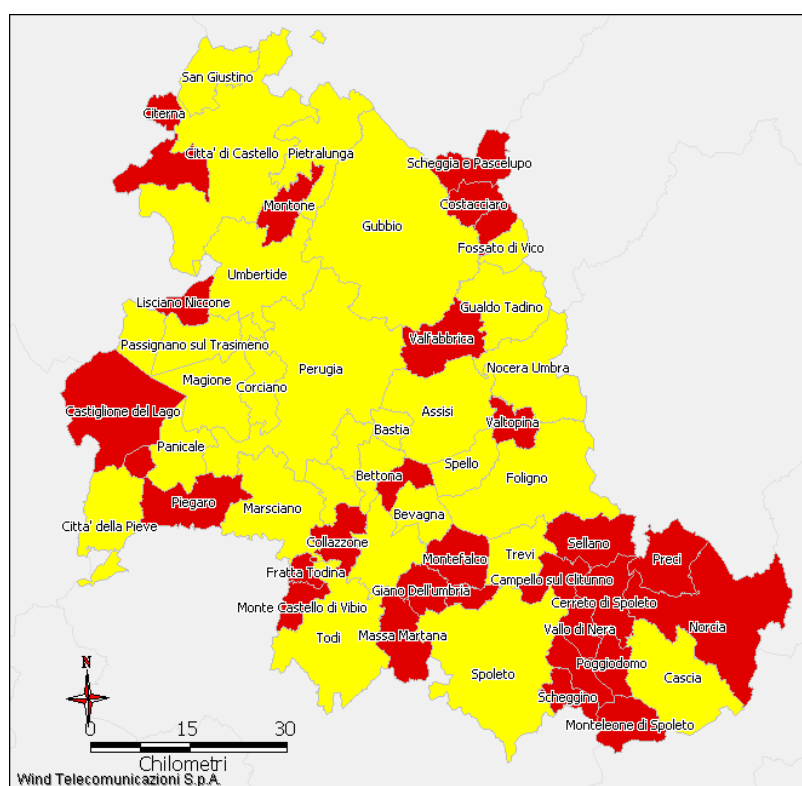 San Giustino
Citerna
Citta' di Castello
Pietralunga
Scheggia e Pascelupo
Montone
Costacciaro
Gubbio
Fossato di Vico
Umbertide
Lisciano Niccone
Gualdo Tadino
Passignano sul Trasimeno
Valfabbrica
Perugia
Nocera Umbra
Magione
Corciano
Castiglione del Lago
Assisi
Valtopina
Bastia
Panicale
Spello
Bettona
Foligno
Piegaro
Marsciano
Bevagna
Citta' della Pieve
Collazzone
Sellano
Montefalco
Trevi
Preci
Fratta Todina
Campello sul Clitunno
Giano Dell'umbria
Cerreto di Spoleto
Monte Castello di Vibio
Norcia
Vallo di Nera
Todi
Massa Martana
Poggiodomo
Spoleto
Cascia
N
Scheggino
Monteleone di Spoleto
0 15 30
Chilometri
Wind Telecomunicazioni S.p.A.